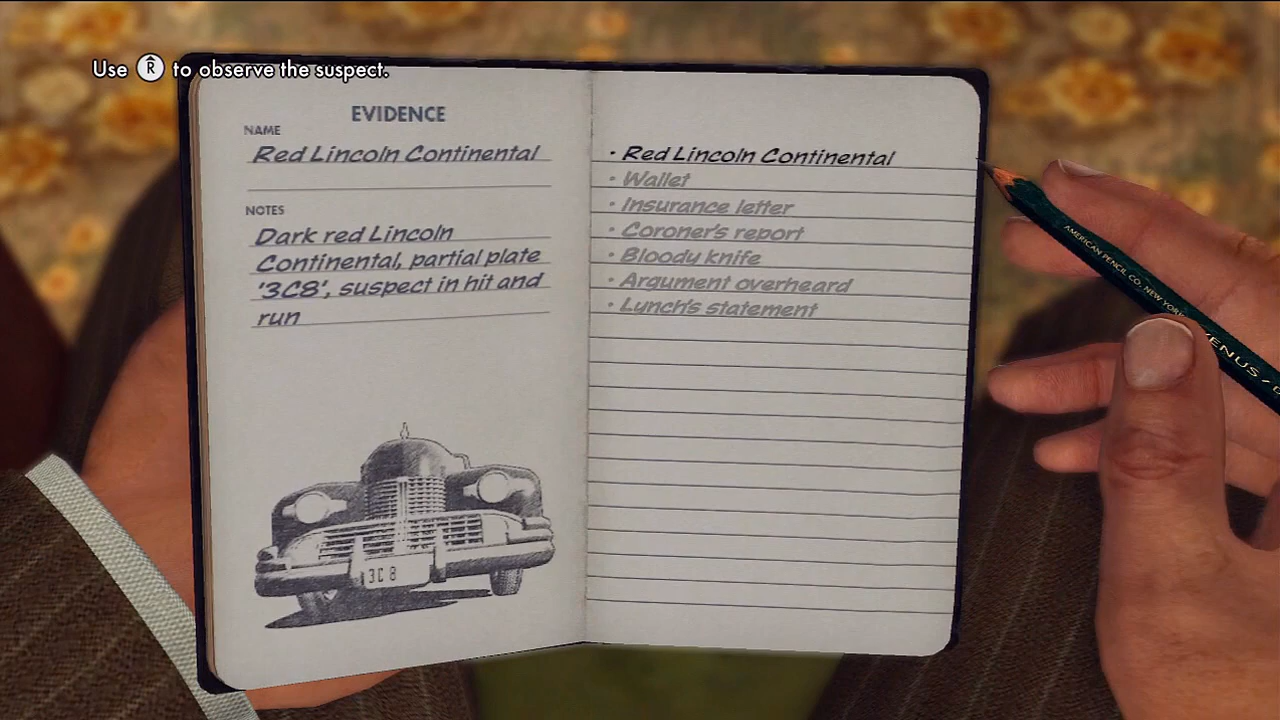 Use R to observe the suspect.
EVIDENCE
NAME
Red Lincoln Continental
NOTES
Dark red Lincoln
Continental, partial plate
'3C8', suspect in hit and
run
3C 8
· Red Lincoln Continental
· Wallet
· Insurance letter
· Coroner's report
· Bloody knife
· Argument overheard
· Lynch's statement
AMERICAN PENCIL CO. NEW YORK
VENUS